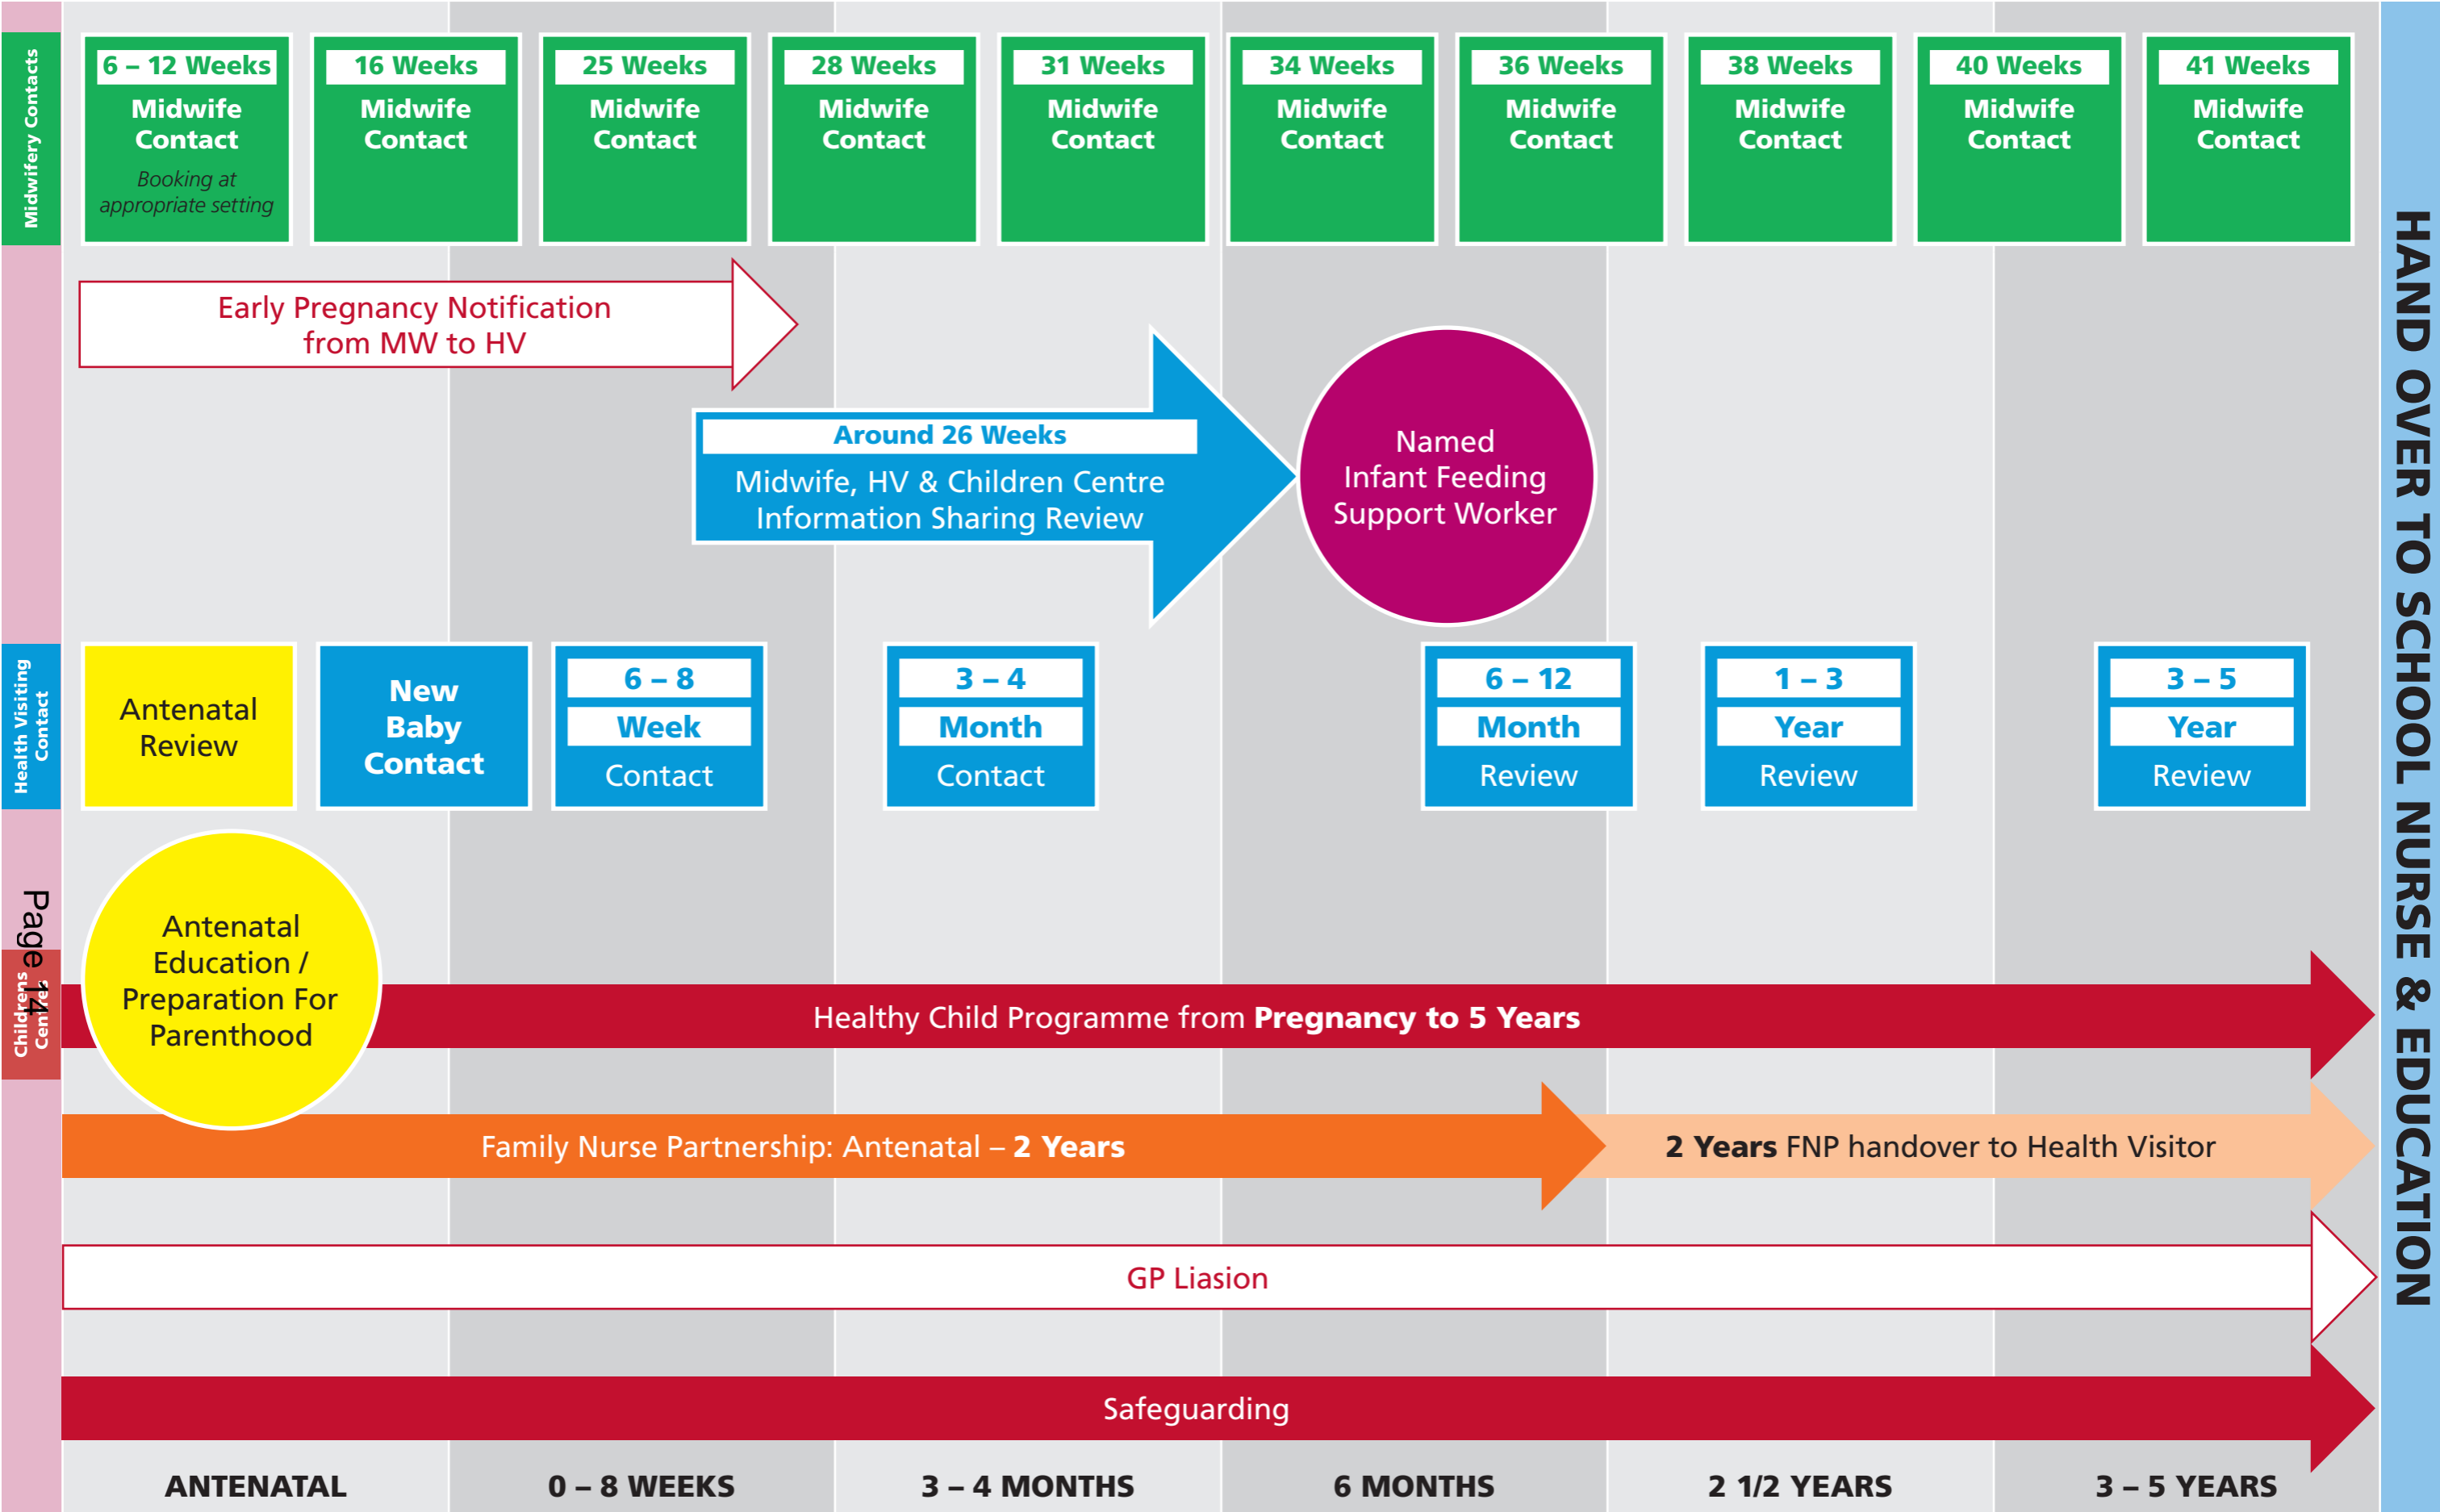 Midwifery Contacts
6 – 12 Weeks
Midwife
Contact
Booking at
appropriate setting
16 Weeks
Midwife
Contact
25 Weeks
Midwife
Contact
28 Weeks
Midwife
Contact
31 Weeks
Midwife
Contact
34 Weeks
Midwife
Contact
36 Weeks
Midwife
Contact
38 Weeks
Midwife
Contact
40 Weeks
Midwife
Contact
41 Weeks
Midwife
Contact
Early Pregnancy Notification
from MW to HV
Around 26 Weeks
Midwife, HV & Children Centre
Information Sharing Review
Named
Infant Feeding
Support Worker
Health Visiting
Contact
Antenatal
Review
New
Baby
Contact
6 – 8
Week
Contact
3 – 4
Month
Contact
6 – 12
Month
Review
1 – 3
Year
Review
3 – 5
Year
Review
Page 14
Childrens
Centres
Antenatal
Education /
Preparation For
Parenthood
Healthy Child Programme from Pregnancy to 5 Years
Family Nurse Partnership: Antenatal – 2 Years
2 Years FNP handover to Health Visitor
GP Liasion
Safeguarding
ANTENATAL
0 – 8 WEEKS
3 – 4 MONTHS
6 MONTHS
2 1/2 YEARS
3 – 5 YEARS
HAND OVER TO SCHOOL NURSE & EDUCATION